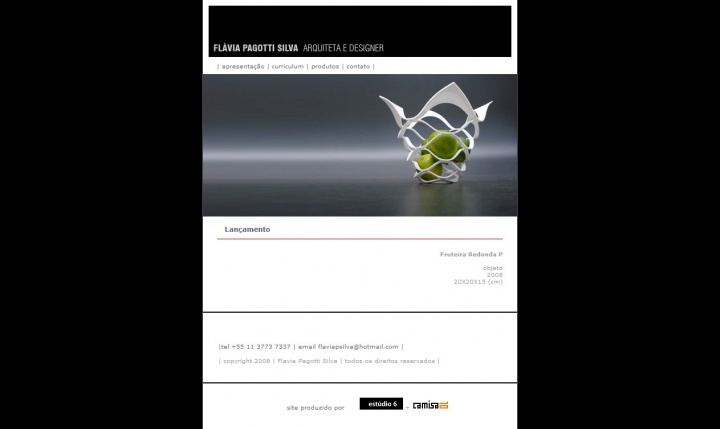 FLÁVIA PAGOTTI SILVA ARQUITETA E DESIGNER
| apresentação | curriculum | produtos | contato |
Lançamento
Fruteira Redonda P
objeto
2008
20X20X15 (cm)
|tel +55 11 3773 7337 | email flaviapsilva@hotmail.com |
| copyright 2008 | Flavia Pagotti Silva | todos os direitos reservados |
site produzido por estúdio 6 + camisa